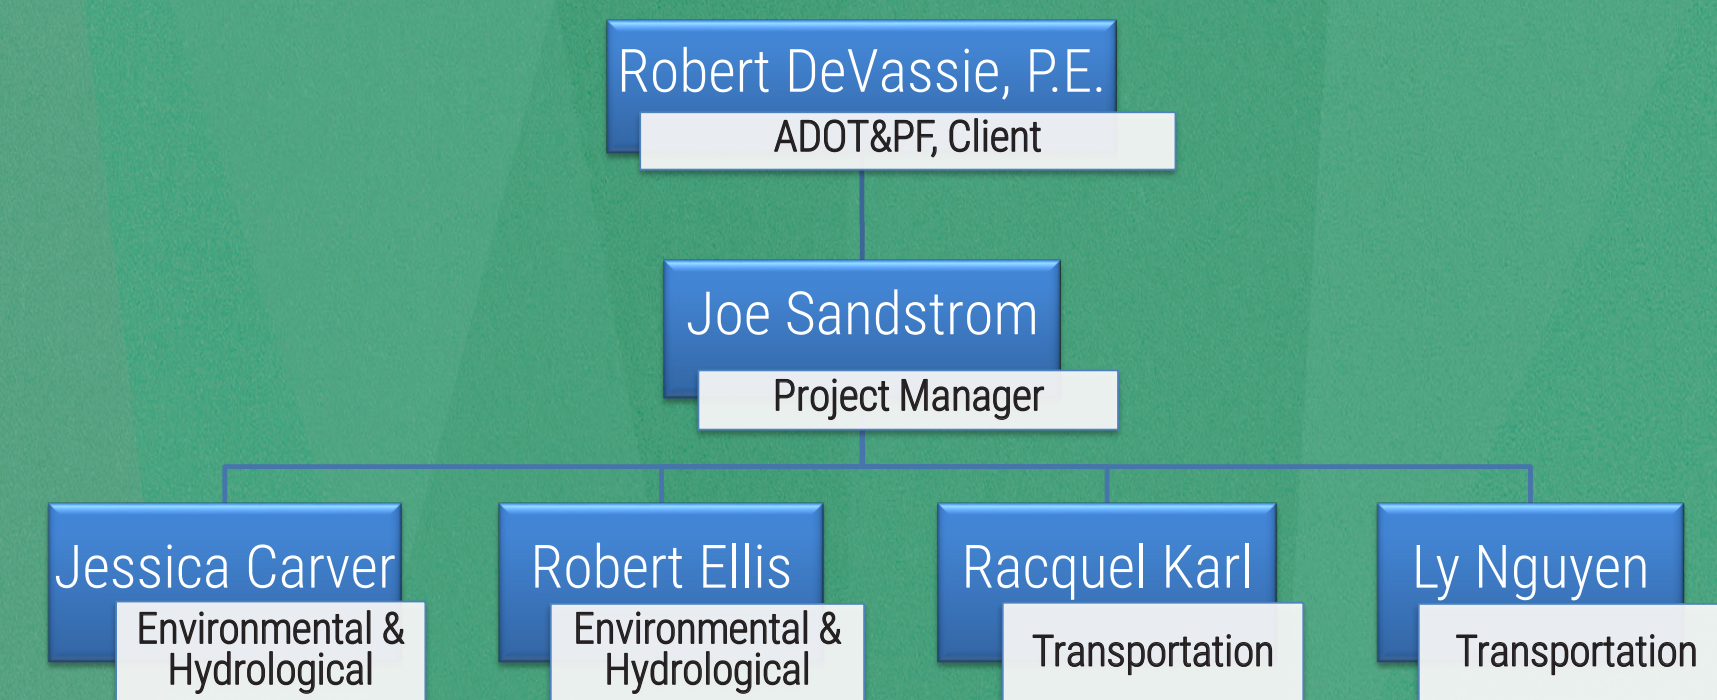 Robert DeVassie, P.E.
ADOT&PF, Client
Joe Sandstrom
Project Manager
Jessica Carver
Environmental &
Hydrological
Robert Ellis
Environmental &
Hydrological
Racquel Karl
Transportation
Ly Nguyen
Transportation